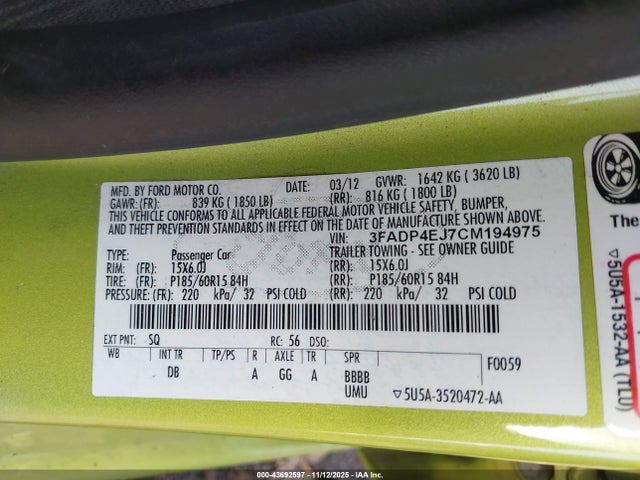 MFD. BY FORD MOTOR CO. DATE: 03/12 GVWR: 1642 KG ( 3620 LB)
GAWR: (FR): 839 KG ( 1850 LB) (RR): 816 KG ( 1800 LB)
THIS VEHICLE CONFORMS TO ALL APPLICABLE FEDERAL MOTOR VEHICLE SAFETY, BUMPER,
AND THEFT PREVENTION STANDARDS IN EFFECT ON THE DATE OF MANUFACTURE SHOWN ABOVE.
VIN: 3FADP4EJ7CM194975
TYPE: Passenger Car TRAILER TOWING - SEE OWNER GUIDE
RIM: (FR): 15X6.0J (RR): 15X6.0J
TIRE: (FR): P185/60R15 84H (RR): P185/60R15 84H
PRESSURE: (FR): 220 kPa/ 32 PSI COLD (RR): 220 kPa/ 32 PSI COLD
EXT PNT: SQ RC: 56 DSO:
WB INT TR TP/PS R AXLE TR SPR F0059
DB A GG A BBBB
UMU ▽5U5A-3520472-AA
The
▽5U5A-1532-AA (TLU)
000-43692597 - 11/12/2025 - IAAI.COM